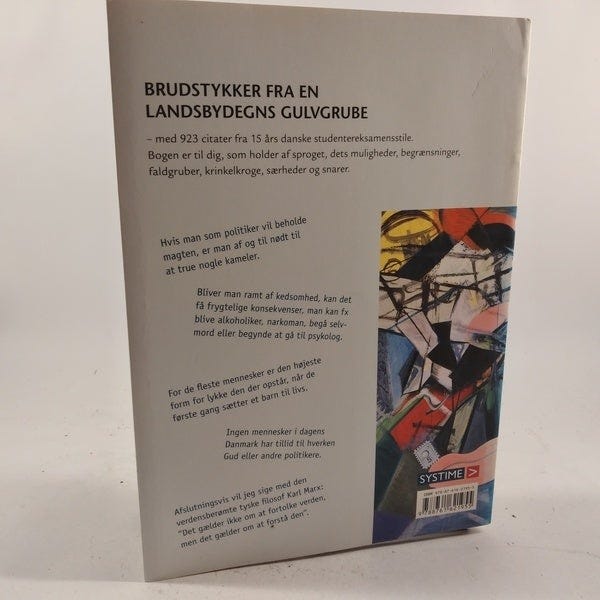 BRUDSTYKKER FRA EN
LANDSBYDEGNS GULVGRUBE
– med 923 citater fra 15 års danske studentereksamensstile.
Bogen er til dig, som holder af sproget, dets muligheder, begrænsninger,
faldgruber, krinkelkroge, særheder og snarer.
Hvis man som politiker vil beholde
magten, er man af og til nødt til
at true nogle kameler.
Bliver man ramt af kedsomhed, kan det
få frygtelige konsekvenser, man kan fx
blive alkoholiker, narkoman, begå selv-
mord eller begynde at gå til psykolog.
For de fleste mennesker er den højeste
form for lykke den der opstår, når de
første gang sætter et barn til livs.
Ingen mennesker i dagens
Danmark har tillid til hverken
Gud eller andre politikere.
Afslutningsvis vil jeg sige med den
verdensberømte tyske filosof Karl Marx:
"Det gælder ikke om at fortolke verden,
men det gælder om at forstå den".
SYSTIME